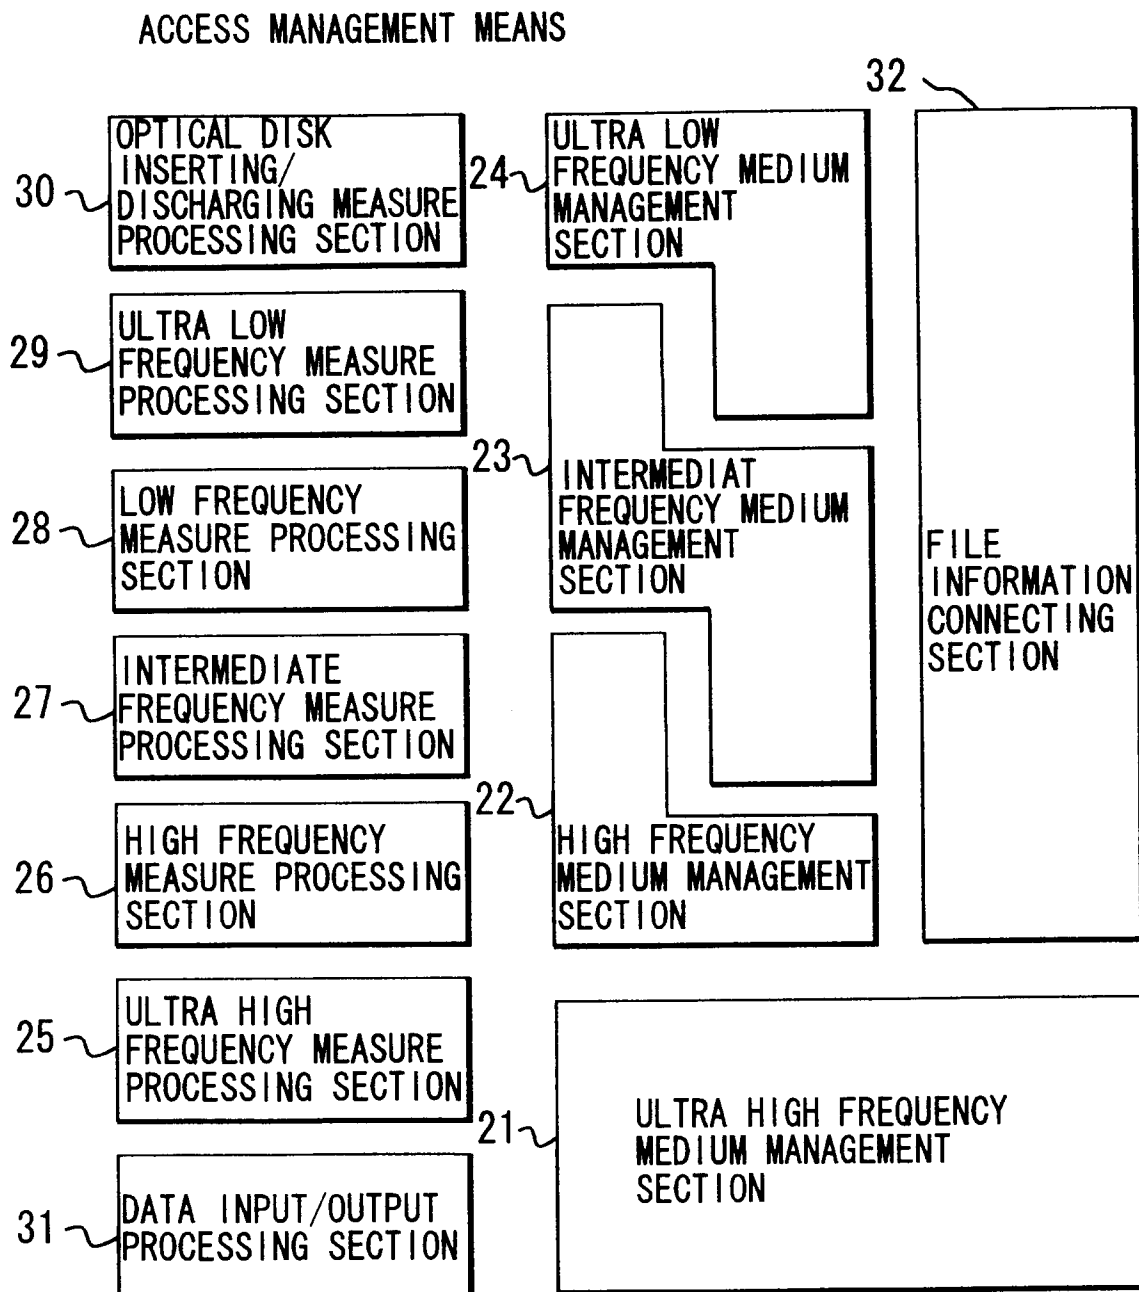 ACCESS MANAGEMENT MEANS
30
OPTICAL DISK
INSERTING/
DISCHARGING MEASURE
PROCESSING SECTION
29
ULTRA LOW
FREQUENCY MEASURE
PROCESSING SECTION
28
LOW FREQUENCY
MEASURE PROCESSING
SECTION
27
INTERMEDIATE
FREQUENCY MEASURE
PROCESSING SECTION
26
HIGH FREQUENCY
MEASURE PROCESSING
SECTION
25
ULTRA HIGH
FREQUENCY MEASURE
PROCESSING SECTION
31
DATA INPUT/OUTPUT
PROCESSING SECTION
24
ULTRA LOW
FREQUENCY MEDIUM
MANAGEMENT
SECTION
23
INTERMEDIAT
FREQUENCY MEDIUM
MANAGEMENT
SECTION
22
HIGH FREQUENCY
MEDIUM MANAGEMENT
SECTION
21
ULTRA HIGH FREQUENCY
MEDIUM MANAGEMENT
SECTION
32
FILE
INFORMATION
CONNECTING
SECTION